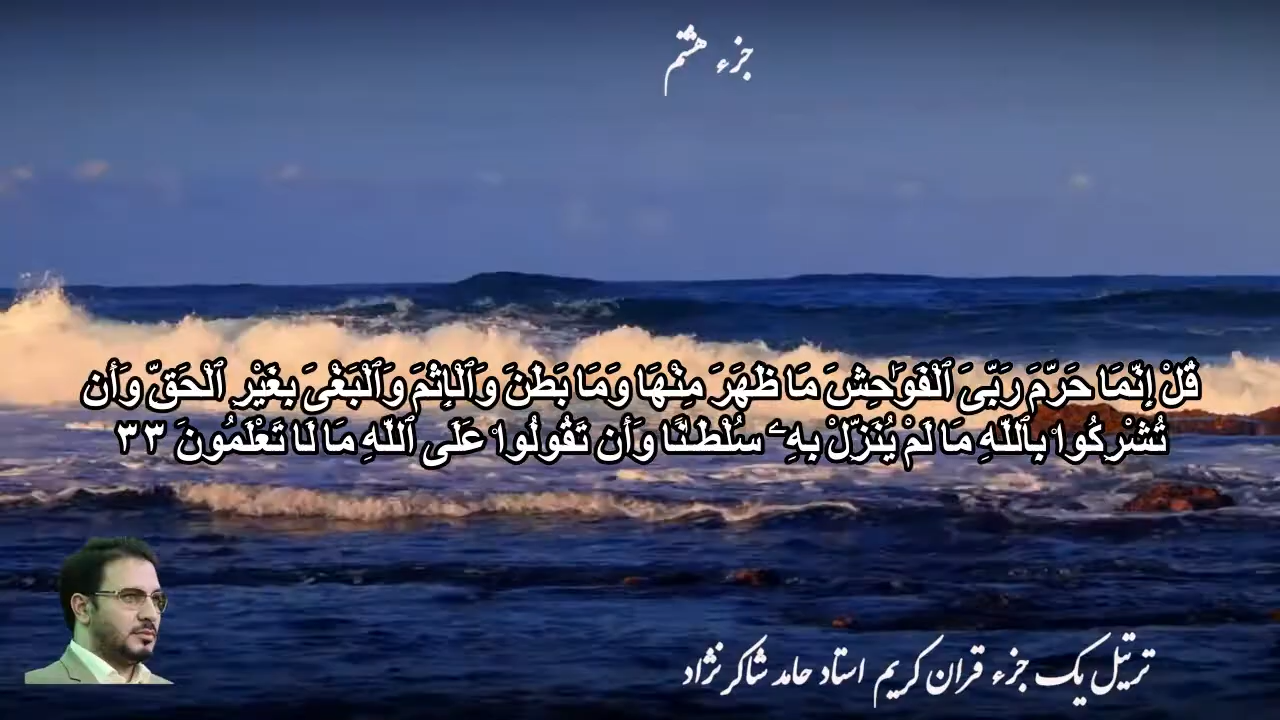 جزء هشتم
قُلْ إِنَّمَا حَرَّمَ رَبِّىَ ٱلْفَوَٰحِشَ مَا ظَهَرَ مِنْهَا وَمَا بَطَنَ وَٱلْإِثْمَ وَٱلْبَغْىَ بِغَيْرِ ٱلْحَقِّ وَأَن
تُشْرِكُوا۟ بِٱللَّهِ مَا لَمْ يُنَزِّلْ بِهِۦ سُلْطَـٰنًا وَأَن تَقُولُوا۟ عَلَى ٱللَّهِ مَا لَا تَعْلَمُونَ ٣٣
ترتیل یک جزء قران کریم استاد حامد شاکرنژاد